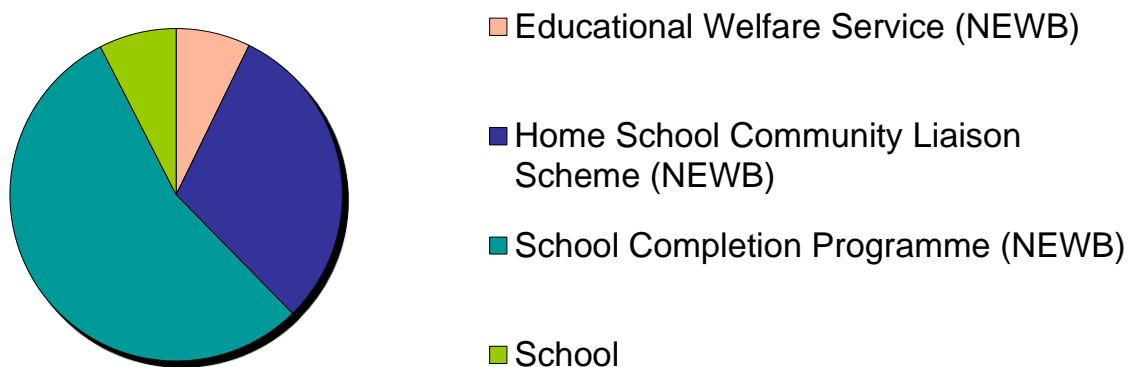 Educational Welfare Service (NEWB)
Home School Community Liaison
Scheme (NEWB)
School Completion Programme (NEWB)
School